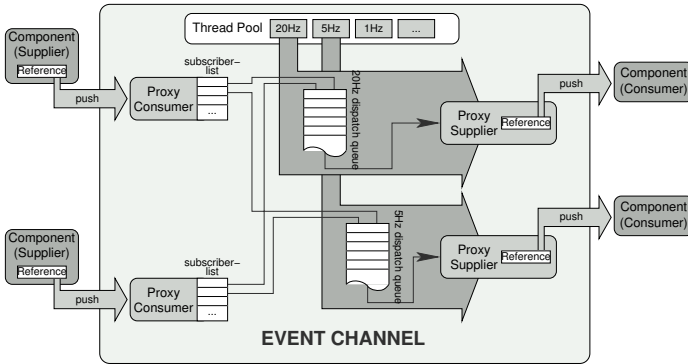 Thread Pool
20Hz
5Hz
1Hz
...
Component
(Supplier)
Reference
push
Proxy
Consumer
subscriber–
list
...
20Hz dispatch queue
Proxy
Supplier
Reference
push
Component
(Consumer)
Component
(Supplier)
Reference
push
Proxy
Consumer
subscriber–
list
...
5Hz dispatch queue
Proxy
Supplier
Reference
push
Component
(Consumer)
EVENT CHANNEL